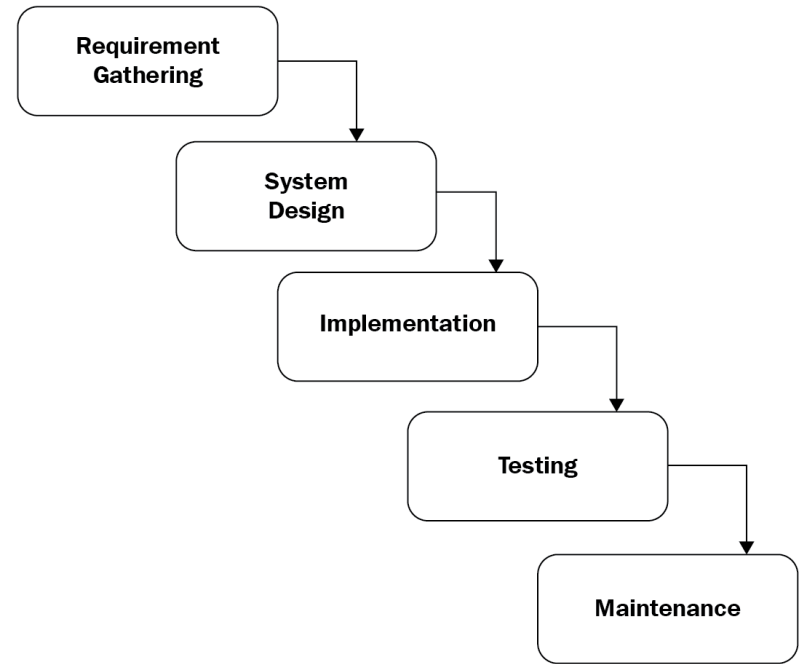 Requirement
Gathering
System
Design
Implementation
Testing
Maintenance